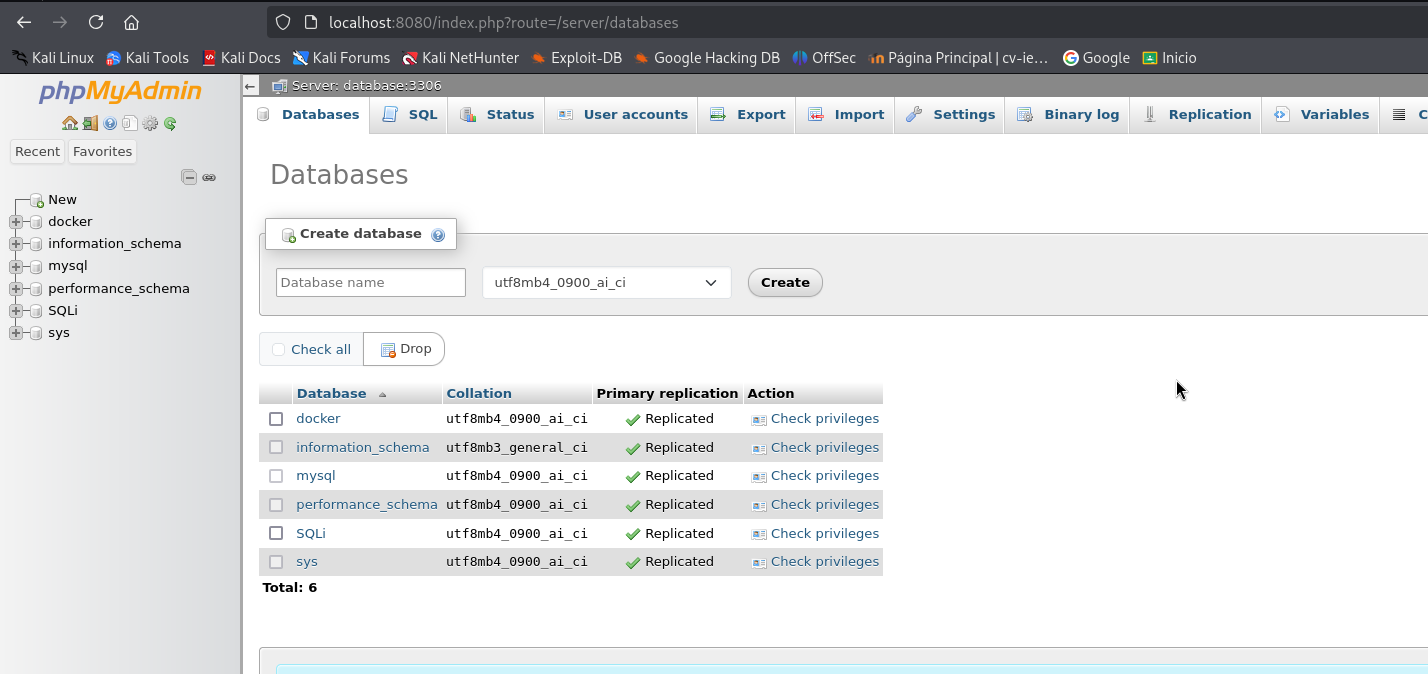 localhost:8080/index.php?route=/server/databases
Kali Linux Kali Tools Kali Docs Kali Forums Kali NetHunter Exploit-DB Google Hacking DB OffSec Página Principal | cv-ie… Google Inicio
phpMyAdmin
Recent Favorites
New
docker
information_schema
mysql
performance_schema
SQLi
sys
Server: database:3306
Databases SQL Status User accounts Export Import Settings Binary log Replication Variables C
Databases
Create database
Database name utf8mb4_0900_ai_ci Create
Check all Drop
Database Collation Primary replication Action
docker utf8mb4_0900_ai_ci Replicated Check privileges
information_schema utf8mb3_general_ci Replicated Check privileges
mysql utf8mb4_0900_ai_ci Replicated Check privileges
performance_schema utf8mb4_0900_ai_ci Replicated Check privileges
SQLi utf8mb4_0900_ai_ci Replicated Check privileges
sys utf8mb4_0900_ai_ci Replicated Check privileges
Total: 6